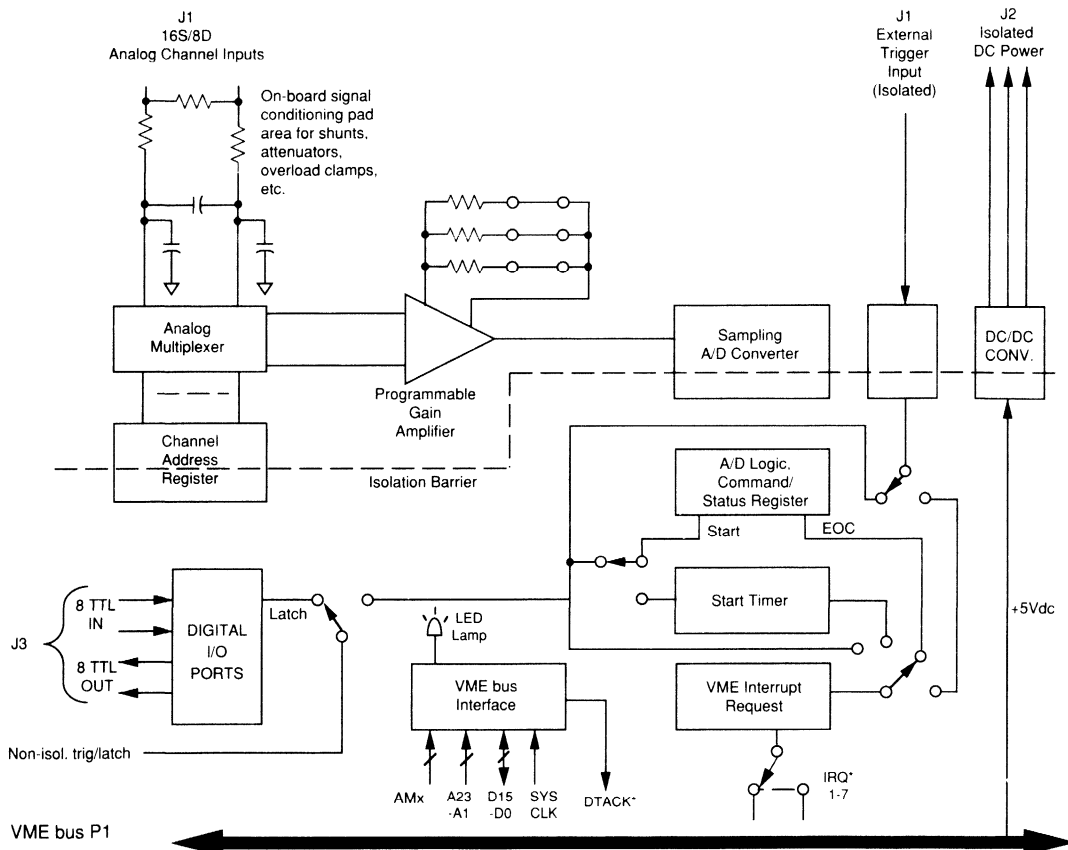 J1
16S/8D
Analog Channel Inputs
J1
External
Trigger
Input
(Isolated)
J2
Isolated
DC Power
On-board signal
conditioning pad
area for shunts,
attenuators,
overload clamps,
etc.
Analog
Multiplexer
Programmable
Gain
Amplifier
Sampling
A/D Converter
DC/DC
CONV.
Channel
Address
Register
Isolation Barrier
A/D Logic,
Command/
Status Register
Start
EOC
Start Timer
+5Vdc
J3
8 TTL
IN
8 TTL
OUT
DIGITAL
I/O
PORTS
Latch
LED
Lamp
VME bus
Interface
VME Interrupt
Request
Non-isol. trig/latch
AMx
A23
-A1
D15
-D0
SYS
CLK
DTACK*
IRQ*
1-7
VME bus P1